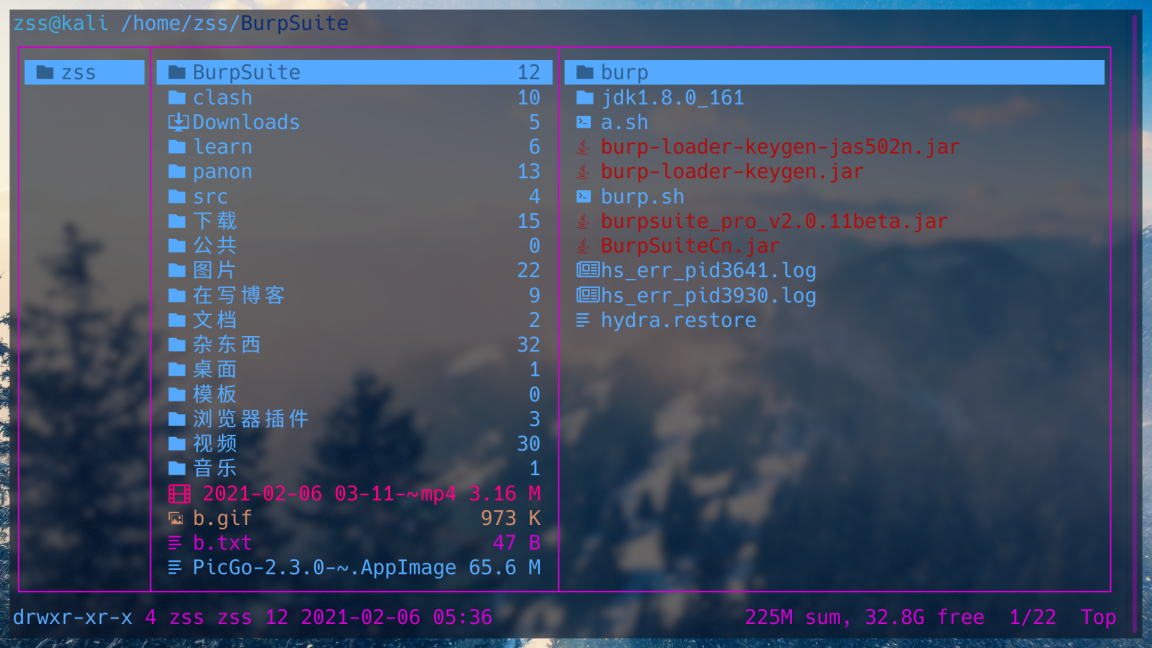 zss@kali /home/zss/BurpSuite
zss
BurpSuite 12
clash 10
Downloads 5
learn 6
panon 13
src 4
下载 15
公共 0
图片 22
在写博客 9
文档 2
杂东西 32
桌面 1
模板 0
浏览器插件 3
视频 30
音乐 1
2021-02-06 03-11-~mp4 3.16 M
b.gif 973 K
b.txt 47 B
PicGo-2.3.0-~.AppImage 65.6 M
burp
jdk1.8.0_161
a.sh
burp-loader-keygen-jas502n.jar
burp-loader-keygen.jar
burp.sh
burpsuite_pro_v2.0.11beta.jar
BurpSuiteCn.jar
hs_err_pid3641.log
hs_err_pid3930.log
hydra.restore
drwxr-xr-x 4 zss zss 12 2021-02-06 05:36 225M sum, 32.8G free 1/22 Top